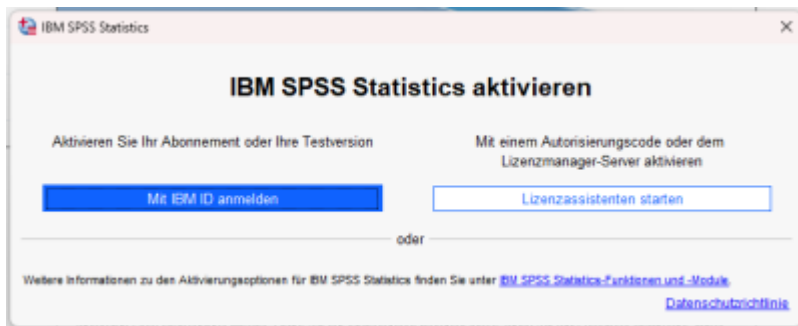 IBM SPSS Statistics
IBM SPSS Statistics aktivieren
Aktivieren Sie Ihr Abonnement oder Ihre Testversion
Mit IBM ID anmelden
Mit einem Autorisierungscode oder dem
Lizenzmanager-Server aktivieren
Lizenzassistenten starten
oder
Weitere Informationen zu den Aktivierungsoptionen für IBM SPSS Statistics finden Sie unter IBM SPSS Statistics-Funktionen und -Module.
Datenschutzrichtlinie